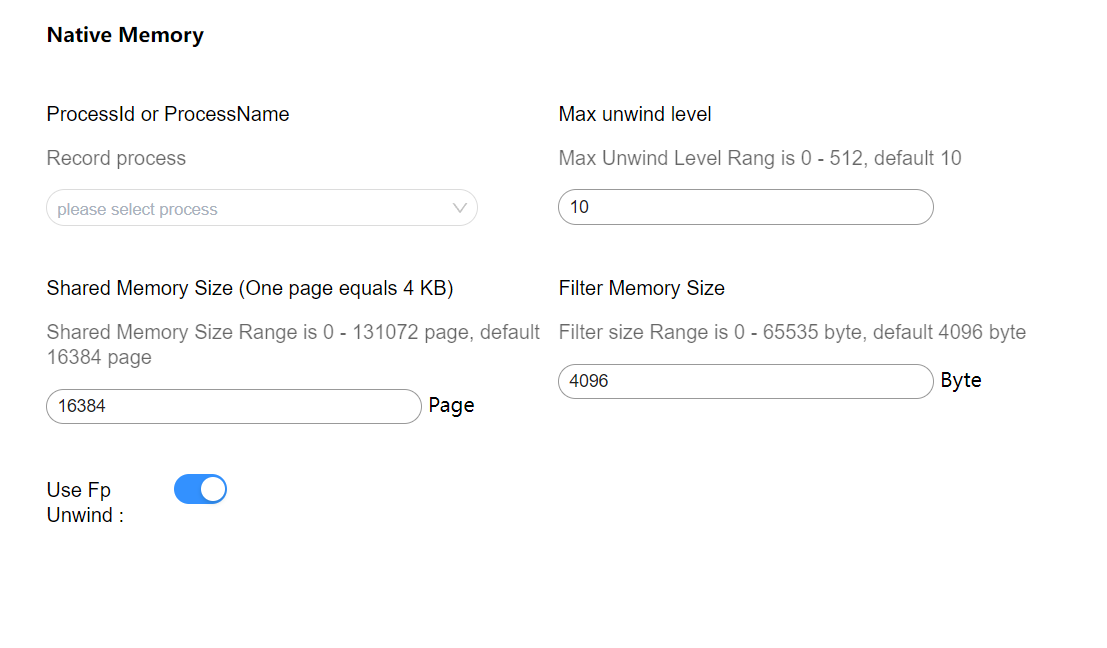 Native Memory
ProcessId or ProcessName
Record process
please select process
Max unwind level
Max Unwind Level Rang is 0 - 512, default 10
10
Shared Memory Size (One page equals 4 KB)
Shared Memory Size Range is 0 - 131072 page, default
16384 page
16384 Page
Filter Memory Size
Filter size Range is 0 - 65535 byte, default 4096 byte
4096 Byte
Use Fp
Unwind :